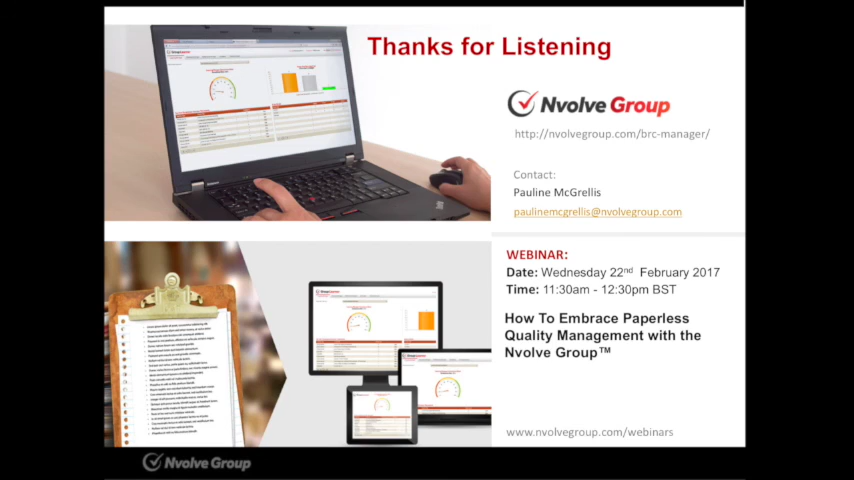 Thanks for Listening
Nvolve Group
http://nvolvegroup.com/brc-manager/
Contact:
Pauline McGrellis
paulinemcgrellis@nvolvegroup.com
WEBINAR:
Date: Wednesday 22nd February 2017
Time: 11:30am - 12:30pm BST
How To Embrace Paperless
Quality Management with the
Nvolve Group™
www.nvolvegroup.com/webinars
Nvolve Group